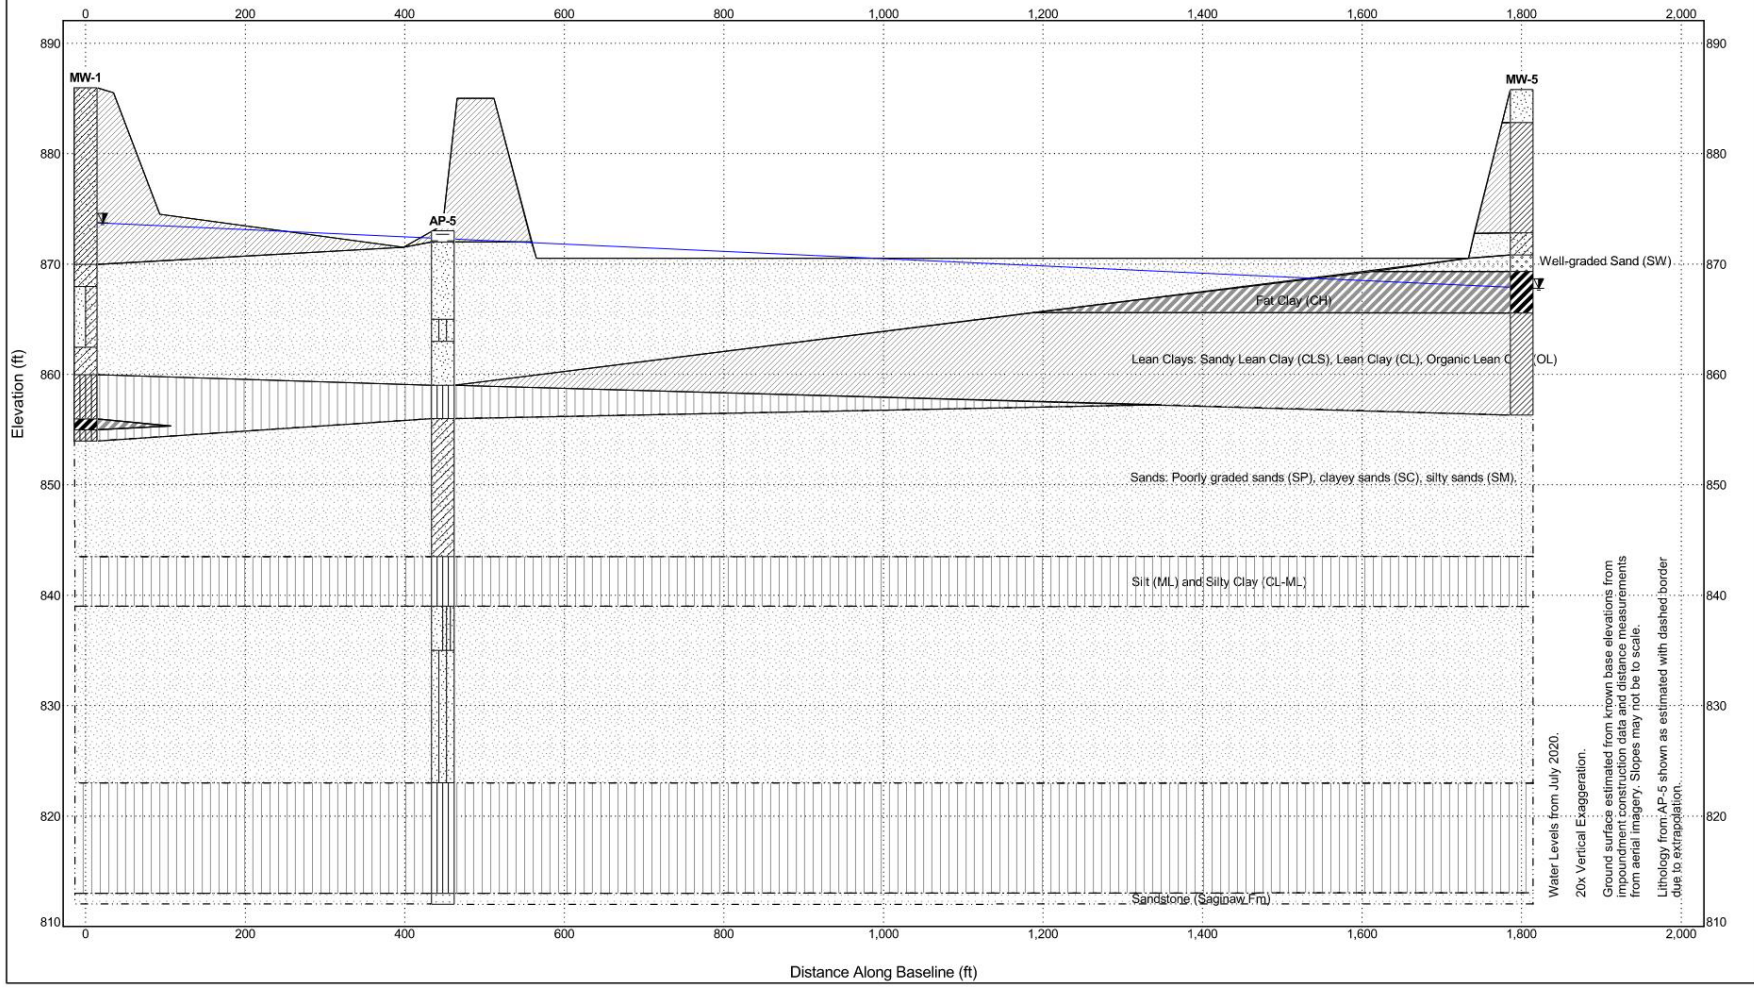 0 200 400 600 800 1,000 1,200 1,400 1,600 1,800 2,000
890 890
MW-1 MW-5
880 880
AP-5
870 Well-graded Sand (SW) 870
Fat Clay (CH)
Lean Clays: Sandy Lean Clay (CLS), Lean Clay (CL), Organic Lean C (OL)
860 860
Elevation (ft)
Sands: Poorly graded sands (SP), clayey sands (SC), silty sands (SM),
850 850
Silt (ML) and Silty Clay (CL-ML)
840 840
830 830
820 820
Sandstone (Saginaw Fm)
810 810
0 200 400 600 800 1,000 1,200 1,400 1,600 1,800 2,000
Distance Along Baseline (ft)
Water Levels from July 2020.
20x Vertical Exaggeration.
Ground surface estimated from known base elevations from
impoundment construction data and distance measurements
from aerial imagery. Slopes may not be to scale.
Lithology from AP-5 shown as estimated with dashed border
due to extrapolation.